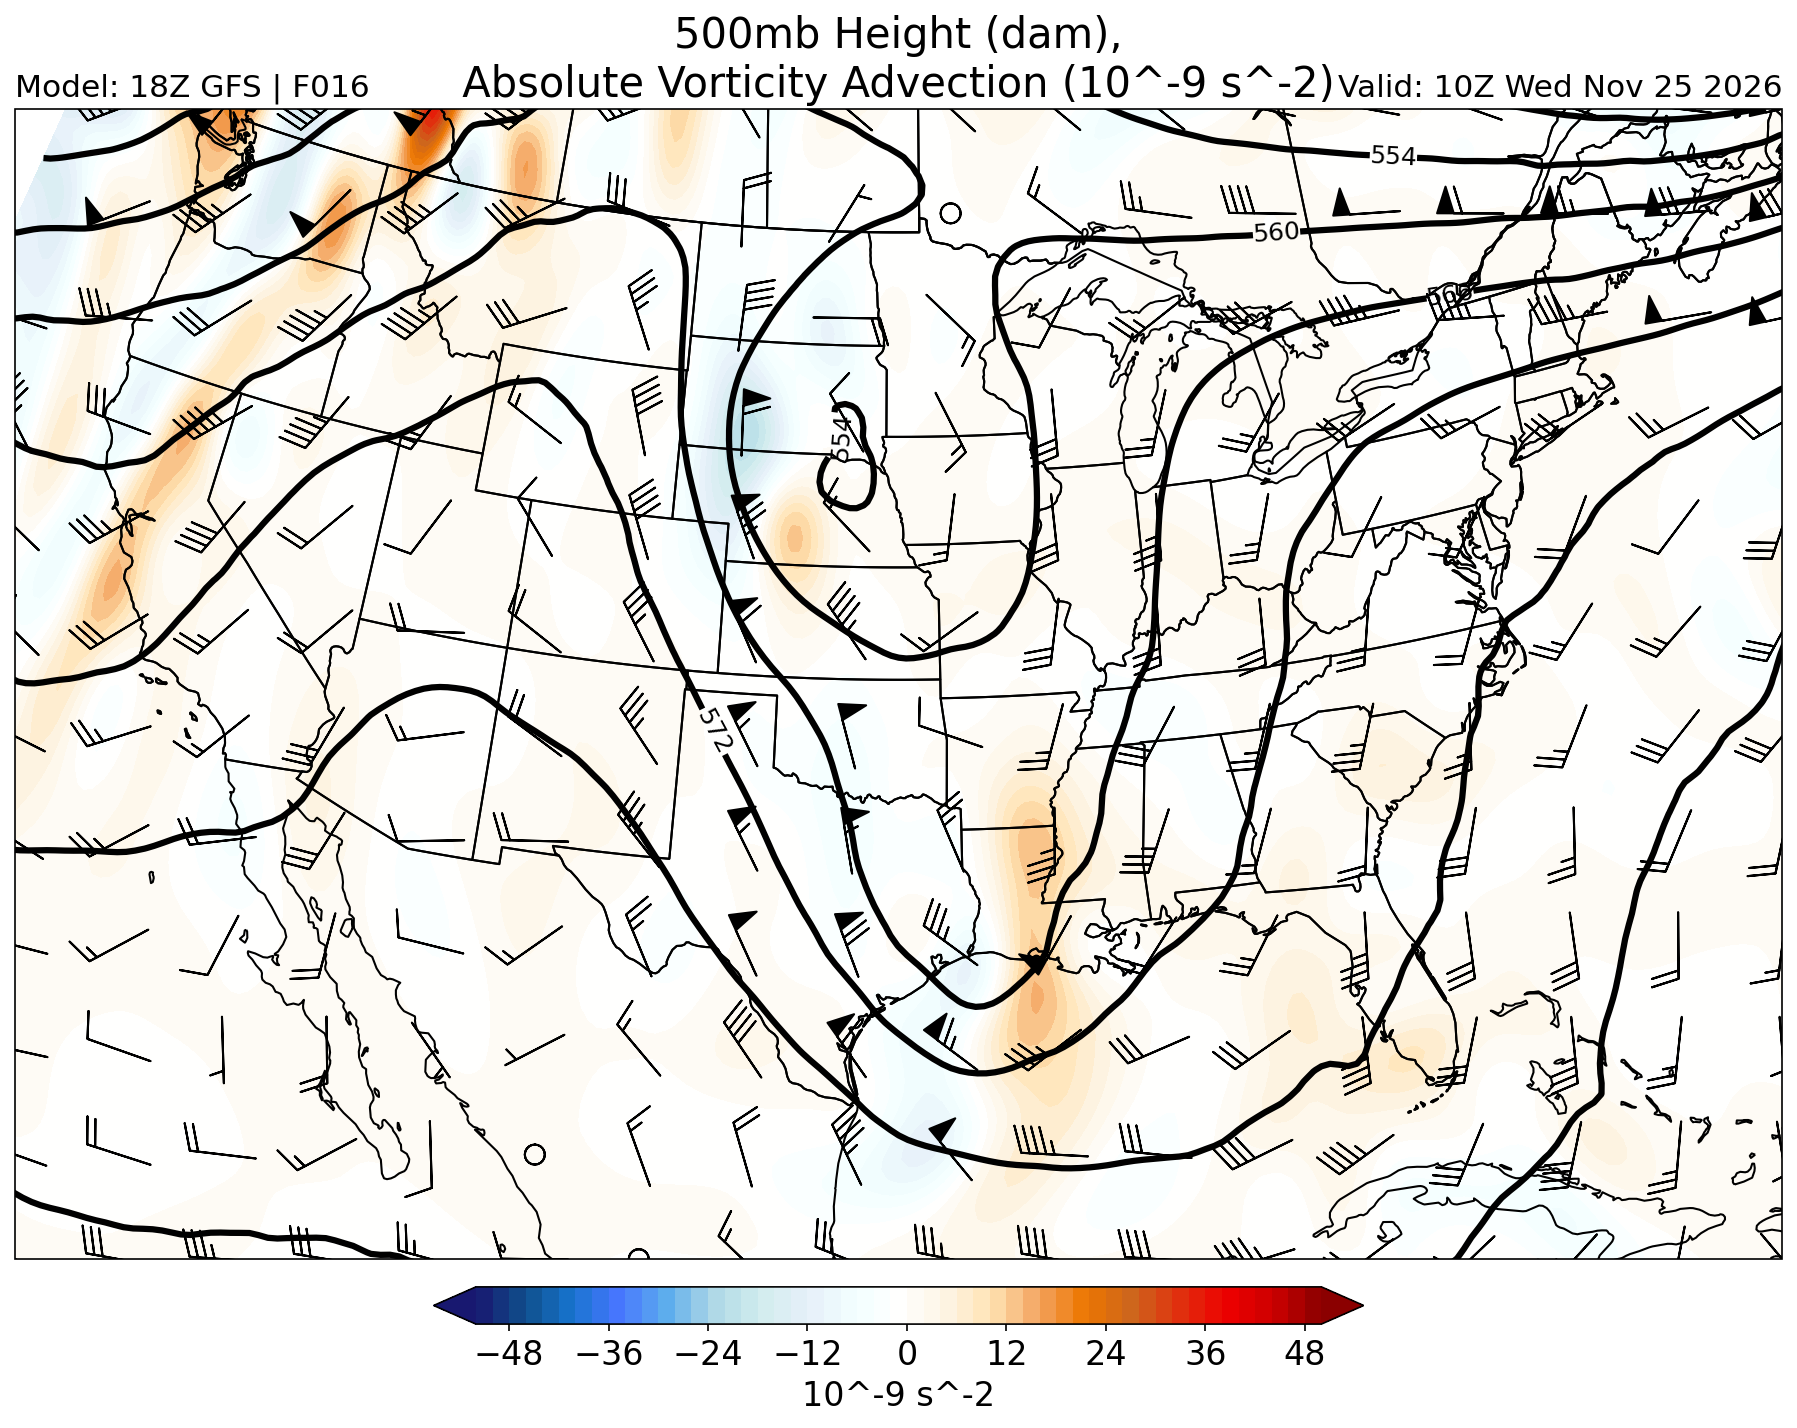 500mb Height (dam),
Model: 18Z GFS | F016
Absolute Vorticity Advection (10^-9 s^-2)
Valid: 10Z Wed Nov 25 2026
554
560
566
554
572
−48 −36 −24 −12 0 12 24 36 48
10^-9 s^-2